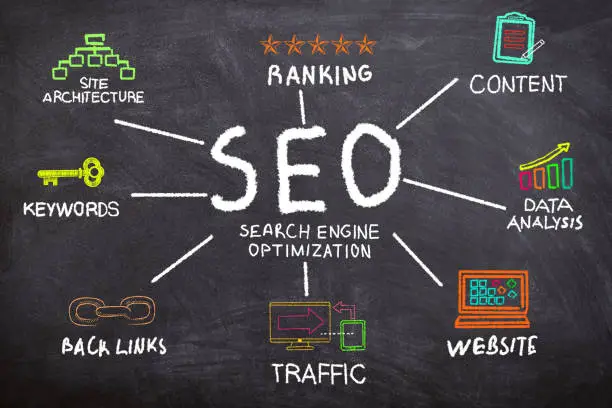 RANKING
CONTENT
SITE
ARCHITECTURE
SEO
KEYWORDS
SEARCH ENGINE
OPTIMIZATION
DATA
ANALYSIS
BACK LINKS
TRAFFIC
WEBSITE